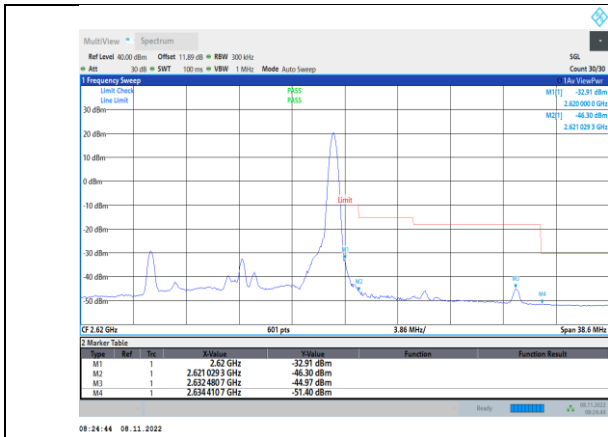 MultiView Spectrum
Ref Level 40.00 dBm Offset 11.89 dB RBW 300 kHz SGL
Att 30 dB SWT 100 ms VBW 1 MHz Mode Auto Sweep Count 30/30
1 Frequency Sweep 1Av ViewPwr
Limit Check PASS M1[1] -32.91 dBm
Line Limit PASS 2.620 000 0 GHz
30 dBm M2[1] -46.30 dBm
2.621 029 3 GHz
20 dBm
10 dBm
0 dBm
Limit
-10 dBm
-20 dBm
-30 dBm
M1
-40 dBm
M2 M3 M4
-50 dBm
CF 2.62 GHz 601 pts 3.86 MHz/ Span 38.6 MHz
2 Marker Table
Type Ref Trc X-Value Y-Value Function Function Result
M1 1 2.62 GHz -32.91 dBm
M2 1 2.621 029 3 GHz -46.30 dBm
M3 1 2.632 480 7 GHz -44.97 dBm
M4 1 2.634 410 7 GHz -51.40 dBm
Ready 08.11.2022
08:24:44
08:24:44 08.11.2022